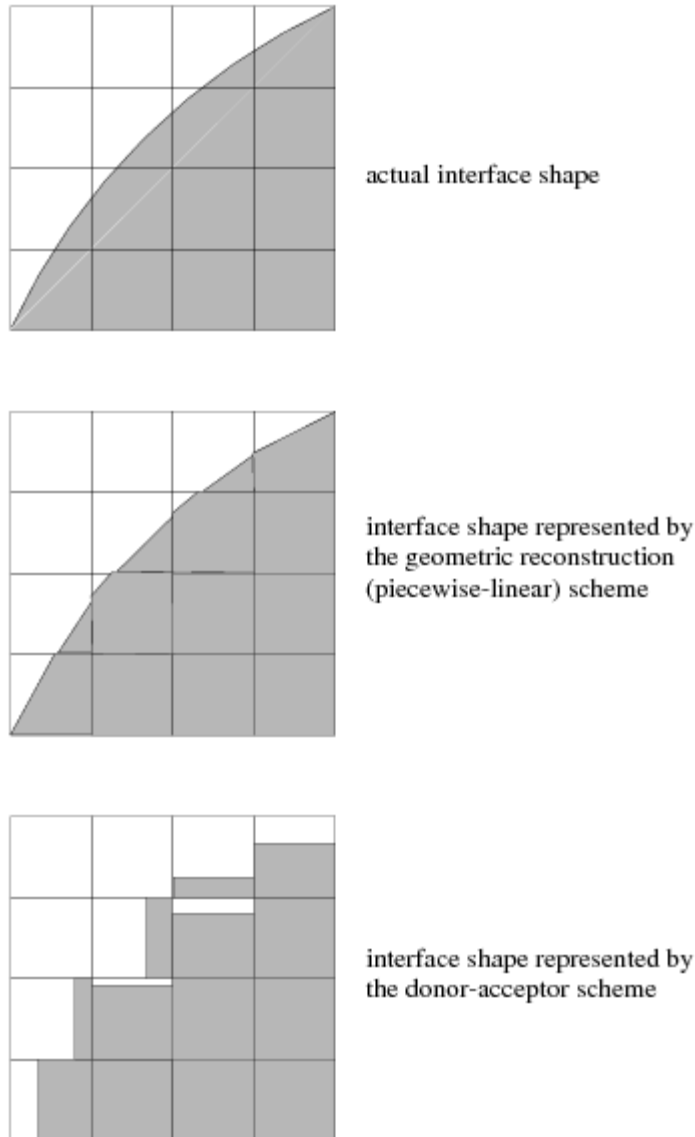 actual interface shape
interface shape represented by
the geometric reconstruction
(piecewise-linear) scheme
interface shape represented by
the donor-acceptor scheme